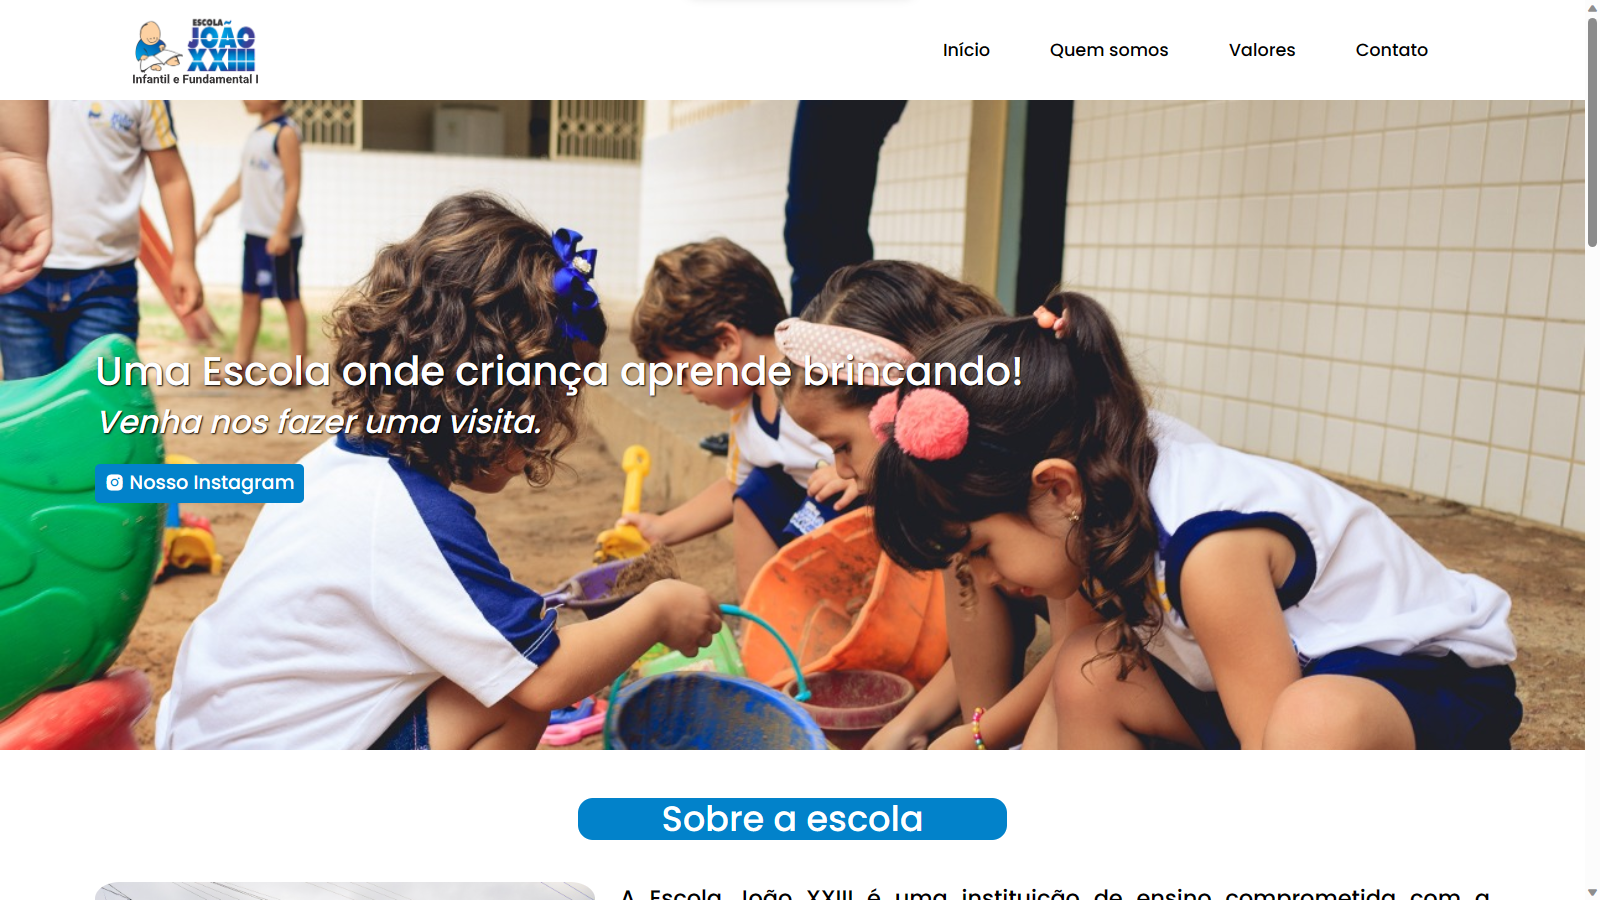 ESCOLA
JOÃO
XXIII
Infantil e Fundamental I
Início
Quem somos
Valores
Contato
Uma Escola onde criança aprende brincando!
Venha nos fazer uma visita.
Nosso Instagram
Sobre a escola
A Escola João XXIII é uma instituição de ensino comprometida com a